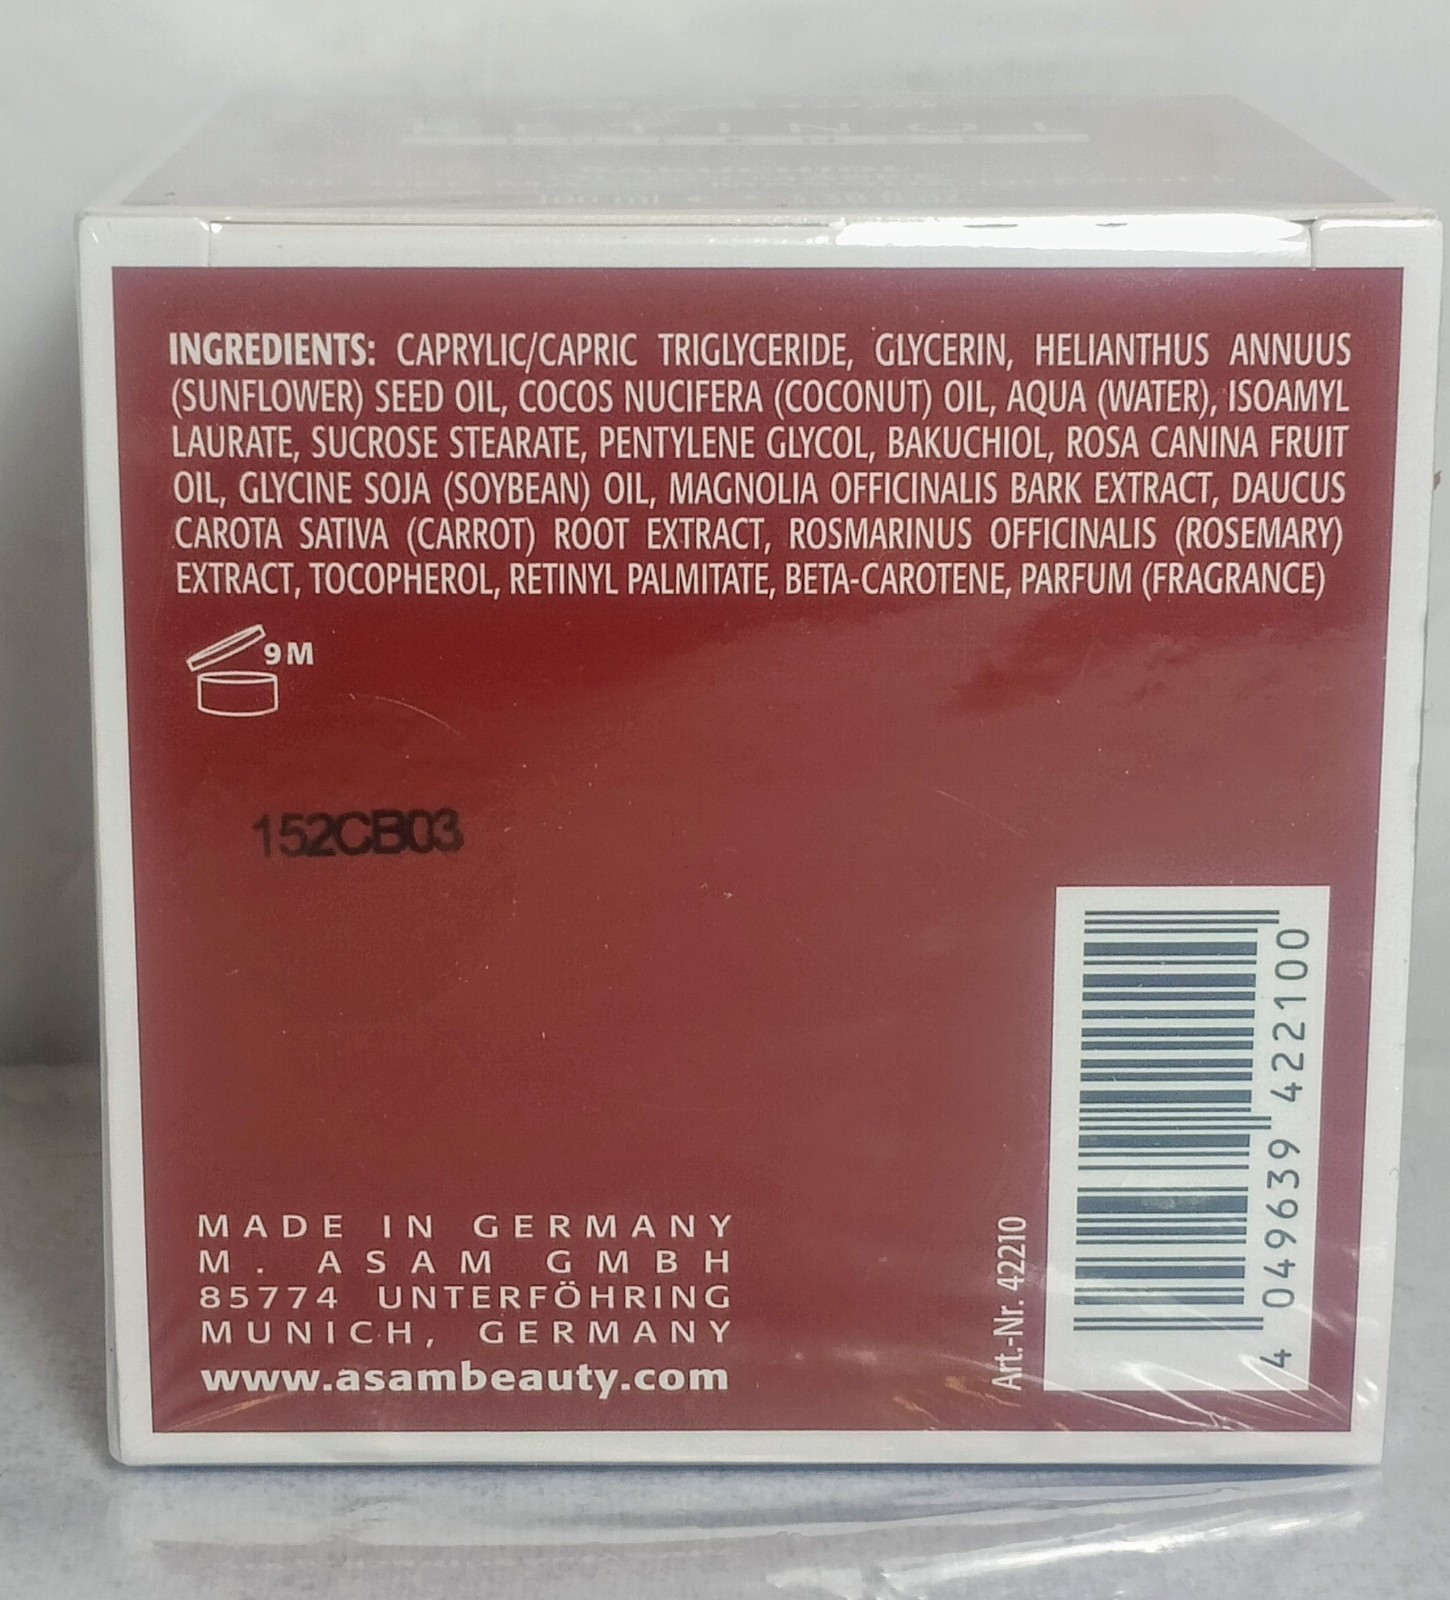 INGREDIENTS: CAPRYLIC/CAPRIC TRIGLYCERIDE, GLYCERIN, HELIANTHUS ANNUUS
(SUNFLOWER) SEED OIL, COCOS NUCIFERA (COCONUT) OIL, AQUA (WATER), ISOAMYL
LAURATE, SUCROSE STEARATE, PENTYLENE GLYCOL, BAKUCHIOL, ROSA CANINA FRUIT
OIL, GLYCINE SOJA (SOYBEAN) OIL, MAGNOLIA OFFICINALIS BARK EXTRACT, DAUCUS
CAROTA SATIVA (CARROT) ROOT EXTRACT, ROSMARINUS OFFICINALIS (ROSEMARY)
EXTRACT, TOCOPHEROL, RETINYL PALMITATE, BETA-CAROTENE, PARFUM (FRAGRANCE)
9M
152CB03
MADE IN GERMANY
M. ASAM GMBH
85774 UNTERFÖHRING
MUNICH, GERMANY
www.asambeauty.com
Art.-Nr. 42210
4 049639 422100